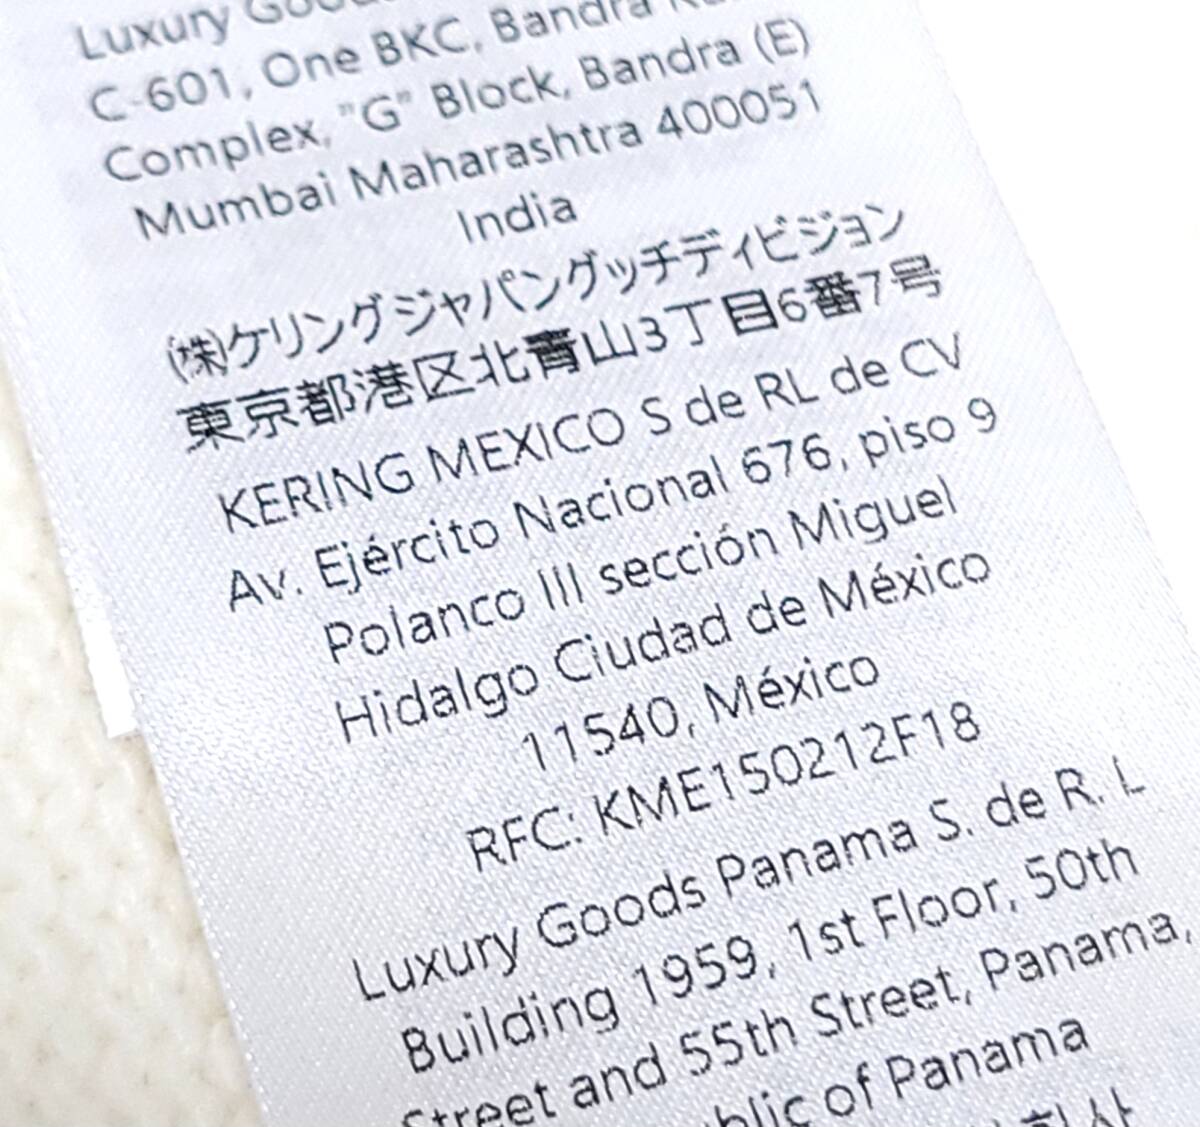 Luxury
C-601, One BKC, Bandra
Complex, "G" Block, Bandra (E)
Mumbai Maharashtra 400051
India
㈱ケリングジャパングッチディビジョン
東京都港区北青山3丁目6番7号
KERING MEXICO S de RL de CV
Av. Ejército Nacional 676, piso 9
Polanco III sección Miguel
Hidalgo Ciudad de México
11540, México
RFC: KME150212F18
Luxury Goods Panama S. de R. L
Building 1959, 1st Floor, 50th
Street and 55th Street, Panama,
of Panama